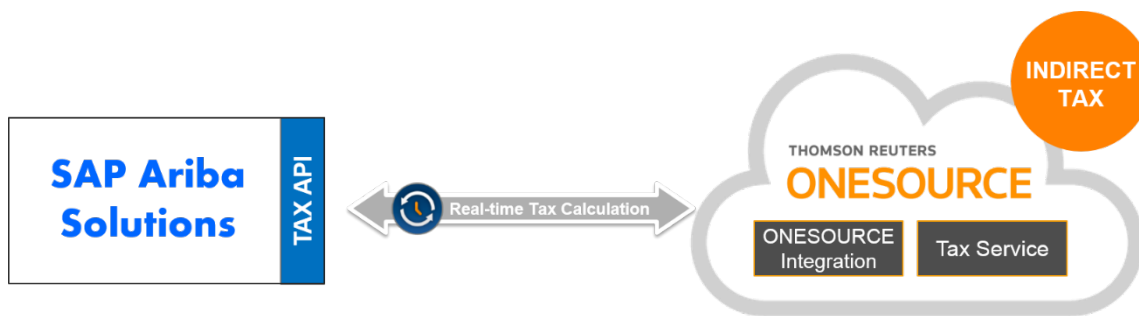 SAP Ariba
Solutions
TAX API
Real-time Tax Calculation
INDIRECT
TAX
THOMSON REUTERS
ONESOURCE
ONESOURCE
Integration
Tax Service